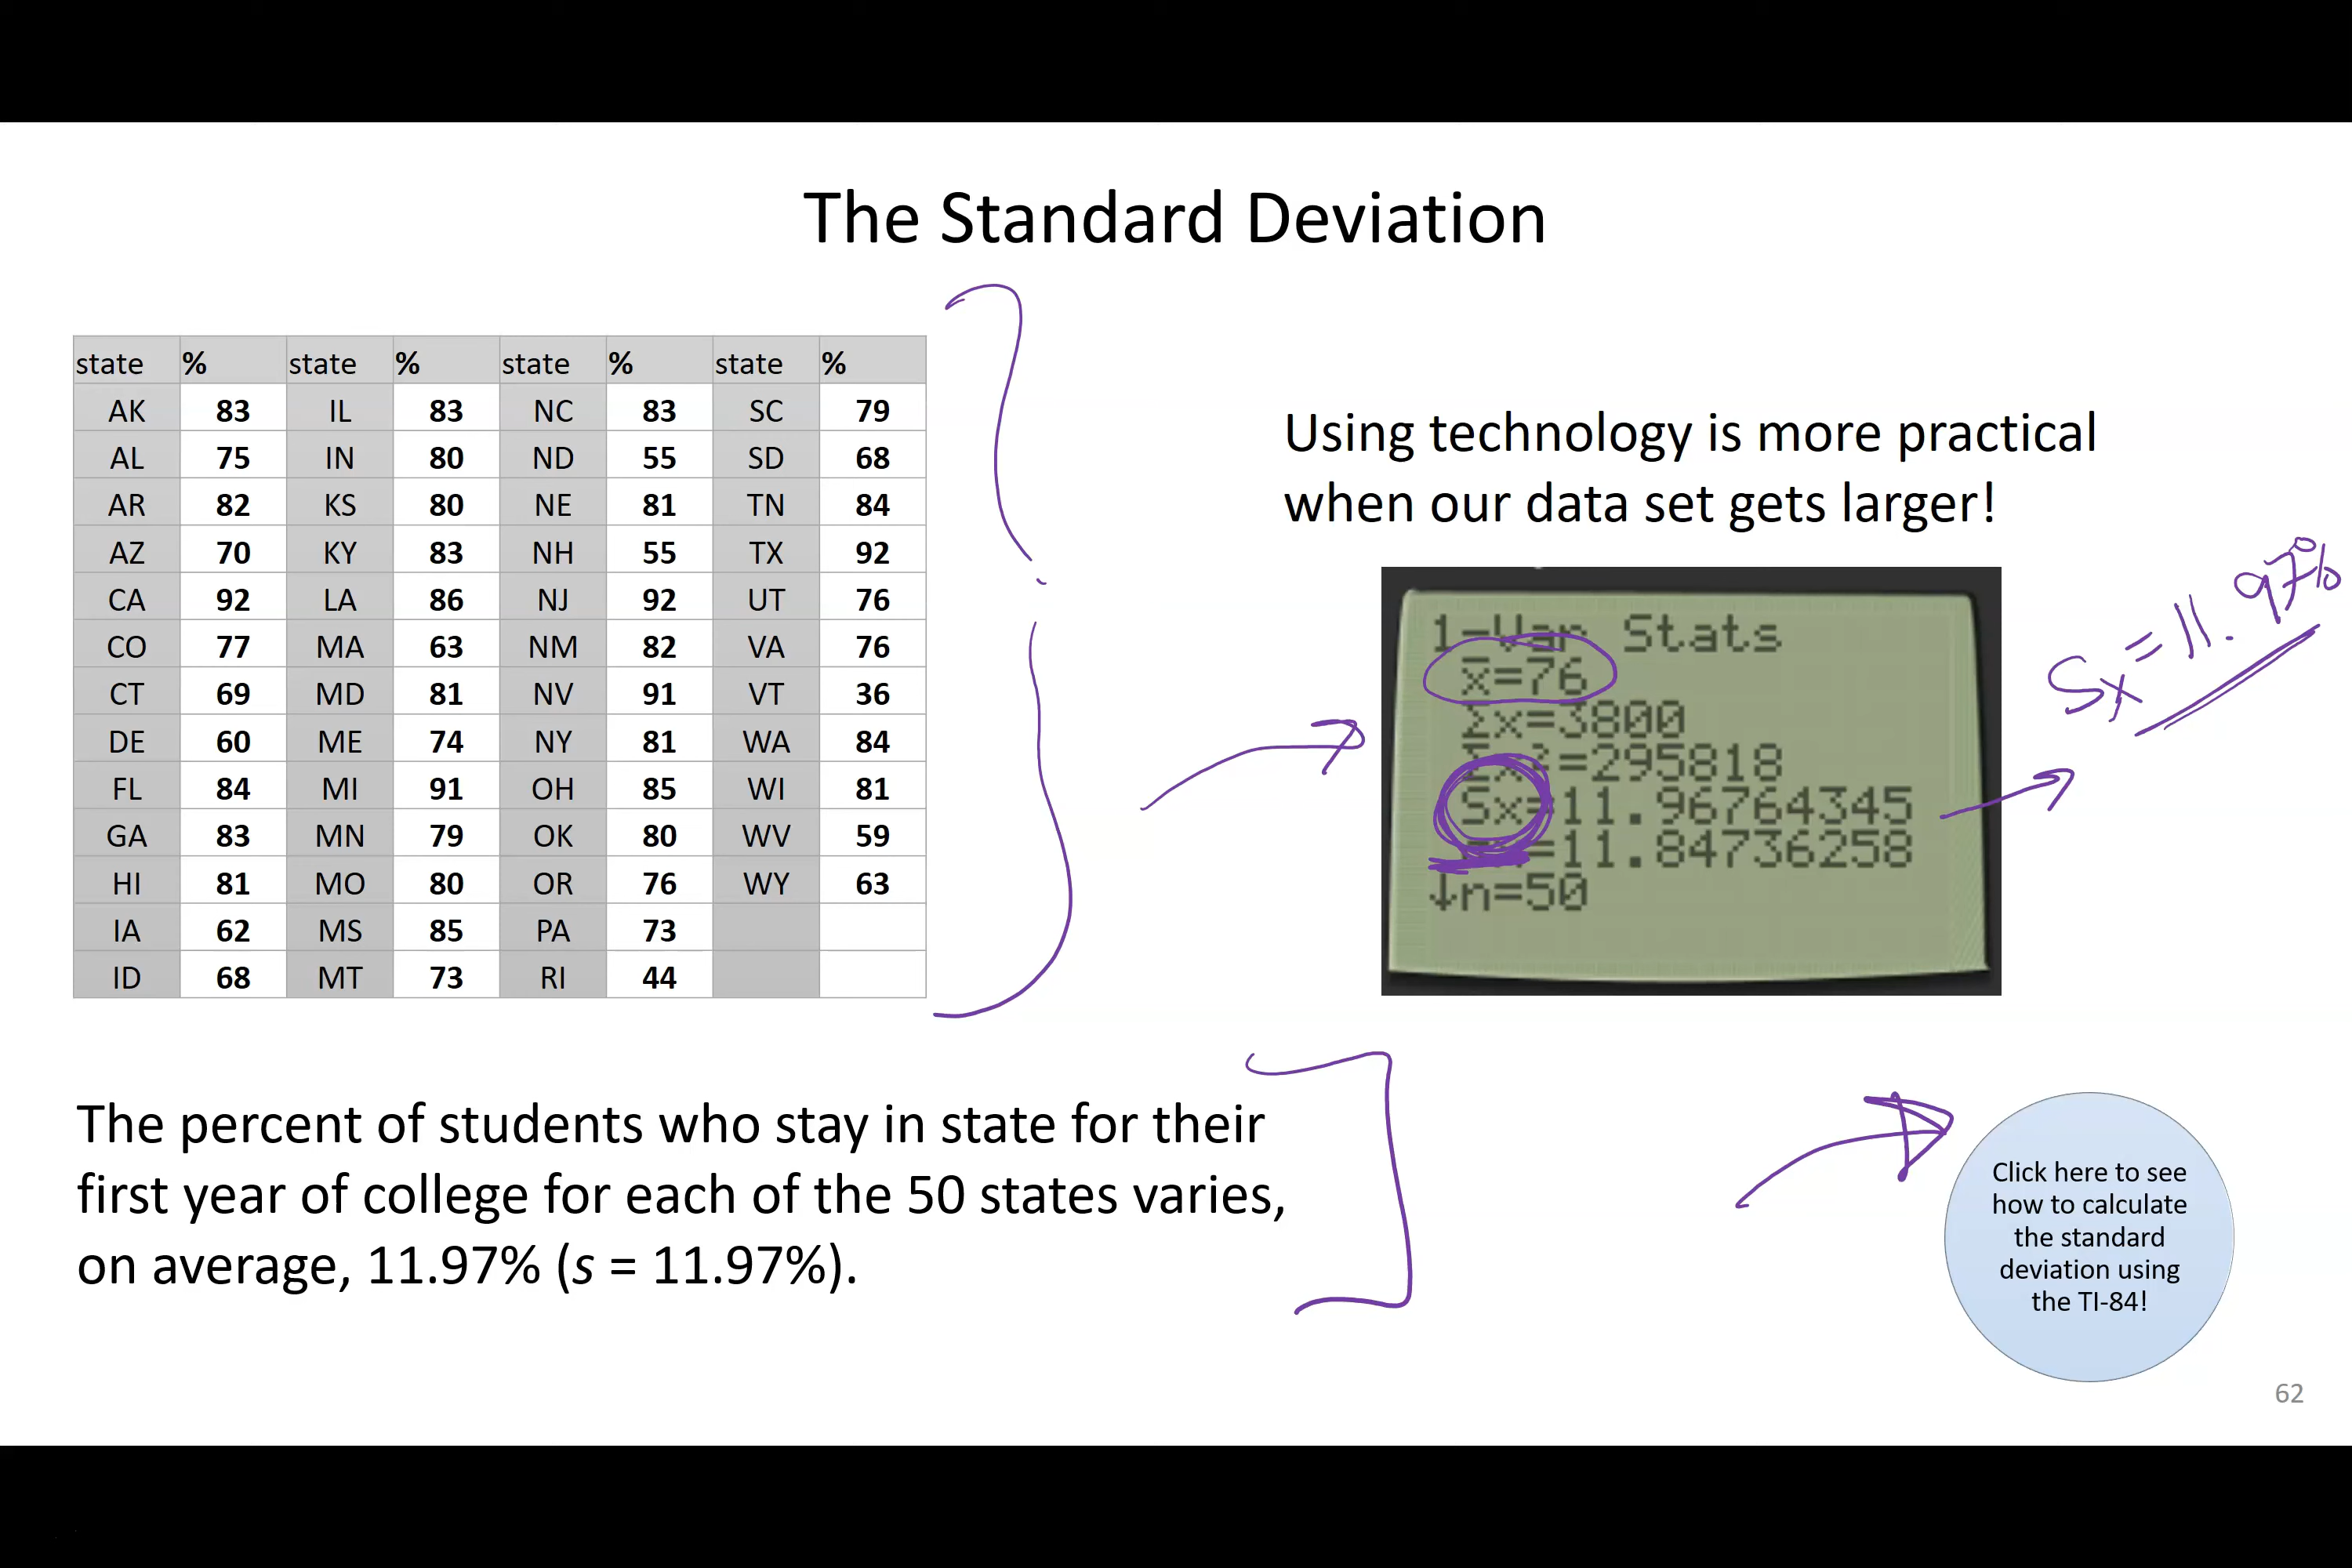 The Standard Deviation
state % state % state % state %
AK 83 IL 83 NC 83 SC 79
AL 75 IN 80 ND 55 SD 68
AR 82 KS 80 NE 81 TN 84
AZ 70 KY 83 NH 55 TX 92
CA 92 LA 86 NJ 92 UT 76
CO 77 MA 63 NM 82 VA 76
CT 69 MD 81 NV 91 VT 36
DE 60 ME 74 NY 81 WA 84
FL 84 MI 91 OH 85 WI 81
GA 83 MN 79 OK 80 WV 59
HI 81 MO 80 OR 76 WY 63
IA 62 MS 85 PA 73
ID 68 MT 73 RI 44
Using technology is more practical
when our data set gets larger!
1-Var Stats
x̄=76
Σx=3800
Σx²=295818
Sx=11.96764345
=11.84736258
↓n=50
Sx = 11.97%
The percent of students who stay in state for their
first year of college for each of the 50 states varies,
on average, 11.97% (s = 11.97%).
Click here to see
how to calculate
the standard
deviation using
the TI-84!
62